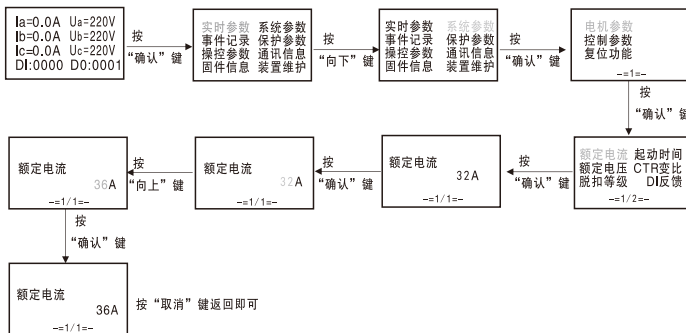 Ia=0.0A Ua=220V
Ib=0.0A Ub=220V
Ic=0.0A Uc=220V
DI:0000 DO:0001
按
“确认”键
实时参数 系统参数
事件记录 保护参数
操控参数 通讯信息
固件信息 装置维护
按
“向下”键
实时参数 系统参数
事件记录 保护参数
操控参数 通讯信息
固件信息 装置维护
按
“确认”键
电机参数
控制参数
复位功能
-=1=-
按
“确认”键
额定电流 起动时间
额定电压 CTR变比
脱扣等级 DI反馈
-=1/2=-
按
“确认”键
额定电流
32A
-=1/1=-
按
“确认”键
额定电流
32A
-=1/1=-
按
“向上”键
额定电流
36A
-=1/1=-
按
“确认”键
额定电流
36A
-=1/1=-
按“取消”键返回即可